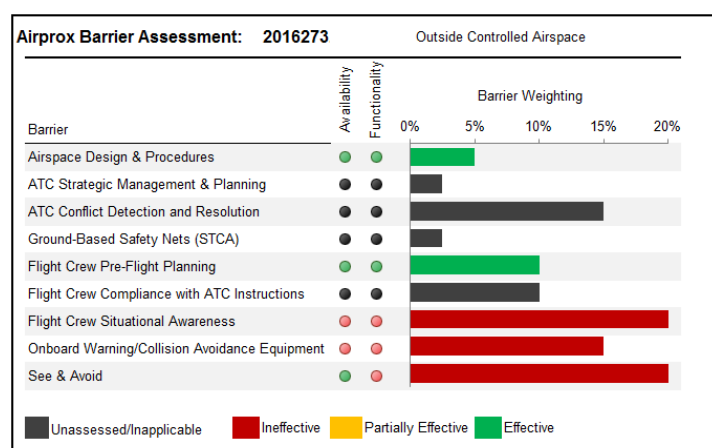 Airprox Barrier Assessment: 2016273 Outside Controlled Airspace
Barrier Availability Functionality Barrier Weighting
0% 5% 10% 15% 20%
Airspace Design & Procedures
ATC Strategic Management & Planning
ATC Conflict Detection and Resolution
Ground-Based Safety Nets (STCA)
Flight Crew Pre-Flight Planning
Flight Crew Compliance with ATC Instructions
Flight Crew Situational Awareness
Onboard Warning/Collision Avoidance Equipment
See & Avoid
Unassessed/Inapplicable Ineffective Partially Effective Effective